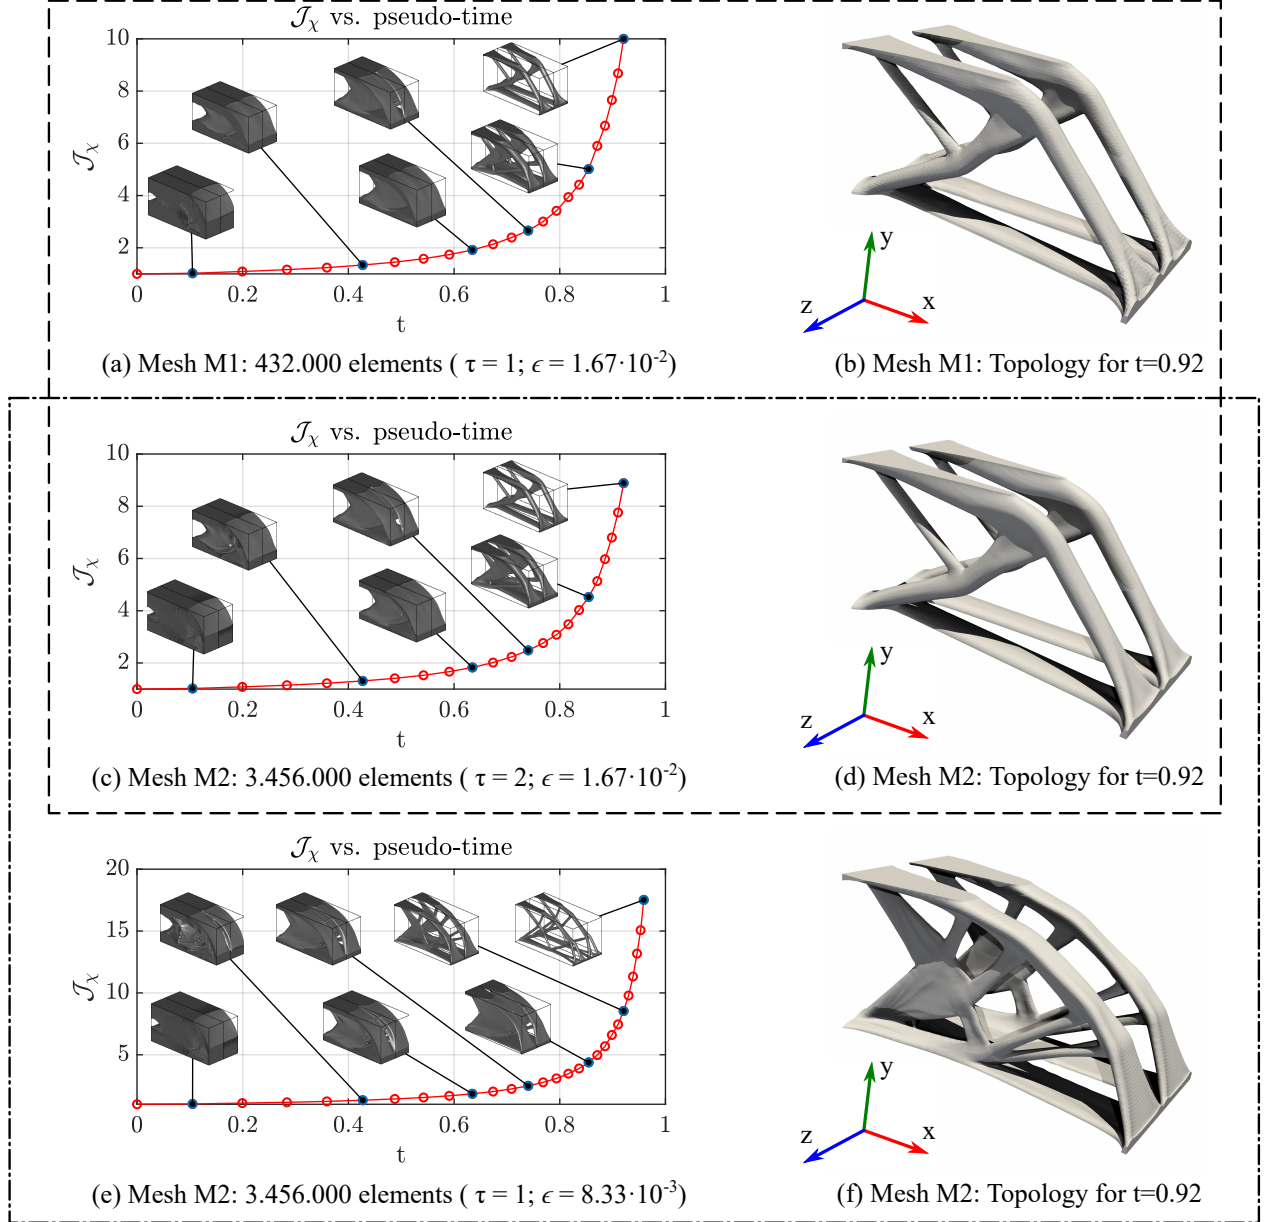 𝒥χ vs. pseudo-time
10
8
6
4
2
𝒥χ
0 0.2 0.4 0.6 0.8 1
t
(a) Mesh M1: 432.000 elements ( τ = 1; ϵ = 1.67·10⁻²)
y
z
x
(b) Mesh M1: Topology for t=0.92
𝒥χ vs. pseudo-time
10
8
6
4
2
𝒥χ
0 0.2 0.4 0.6 0.8 1
t
(c) Mesh M2: 3.456.000 elements ( τ = 2; ϵ = 1.67·10⁻²)
y
z
x
(d) Mesh M2: Topology for t=0.92
𝒥χ vs. pseudo-time
20
15
10
5
𝒥χ
0 0.2 0.4 0.6 0.8 1
t
(e) Mesh M2: 3.456.000 elements ( τ = 1; ϵ = 8.33·10⁻³)
y
z
x
(f) Mesh M2: Topology for t=0.92